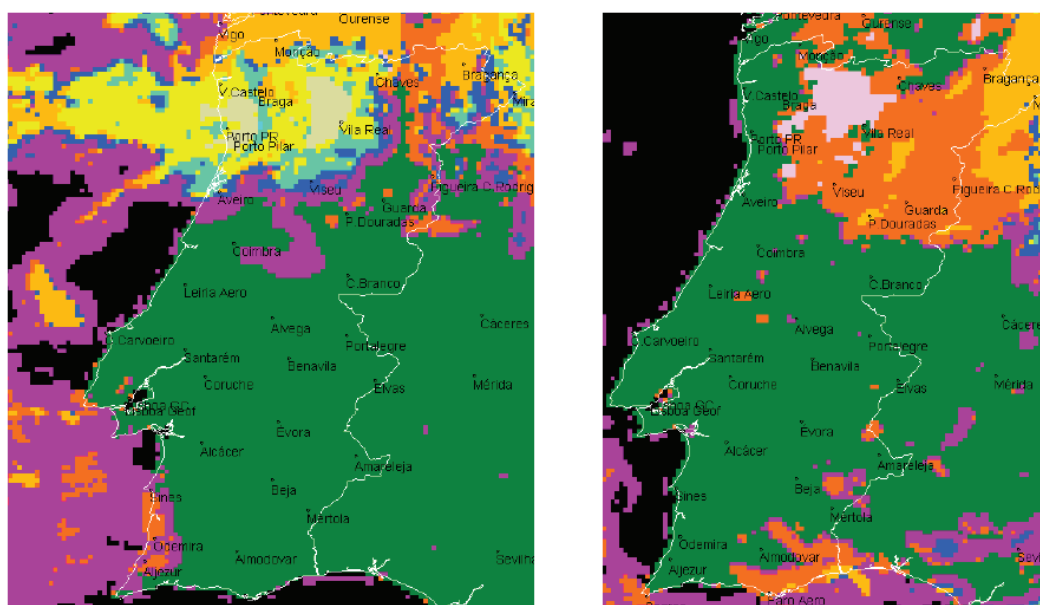 Ourense
Vigo
Monção
Bragança
Chaves
V.Castelo
Braga
Mira
Vila Real
Porto PR
Porto Pilar
Viseu
Figueira C.Rodrig
Aveiro
Guarda
P.Douradas
Coimbra
C.Branco
Leiria Aero
Cáceres
Alvega
C.Carvoeiro
Portalegre
Santarém
Benavila
Coruche
Elvas
Mérida
Lisboa GC
Lisboa Geof
Évora
Alcácer
Amareleja
Beja
Sines
Mértola
Odemira
Almodovar
Sevilha
Aljezur
Pontevedra
Ourense
Vigo
Monção
Bragança
Chaves
V.Castelo
Braga
Vila Real
Porto PR
Porto Pilar
Viseu
Figueira C.Rod
Aveiro
Guarda
P.Douradas
Coimbra
C.Branco
Leiria Aero
Cáceres
Alvega
Carvoeiro
Portalegre
Santarém
Benavila
Coruche
Elvas
Mérida
Lisboa GC
Lisboa Geof
Évora
Alcácer
Amareleja
Beja
Sines
Mértola
Odemira
Almodovar
Sevilh
Aljezur
Faro Aero